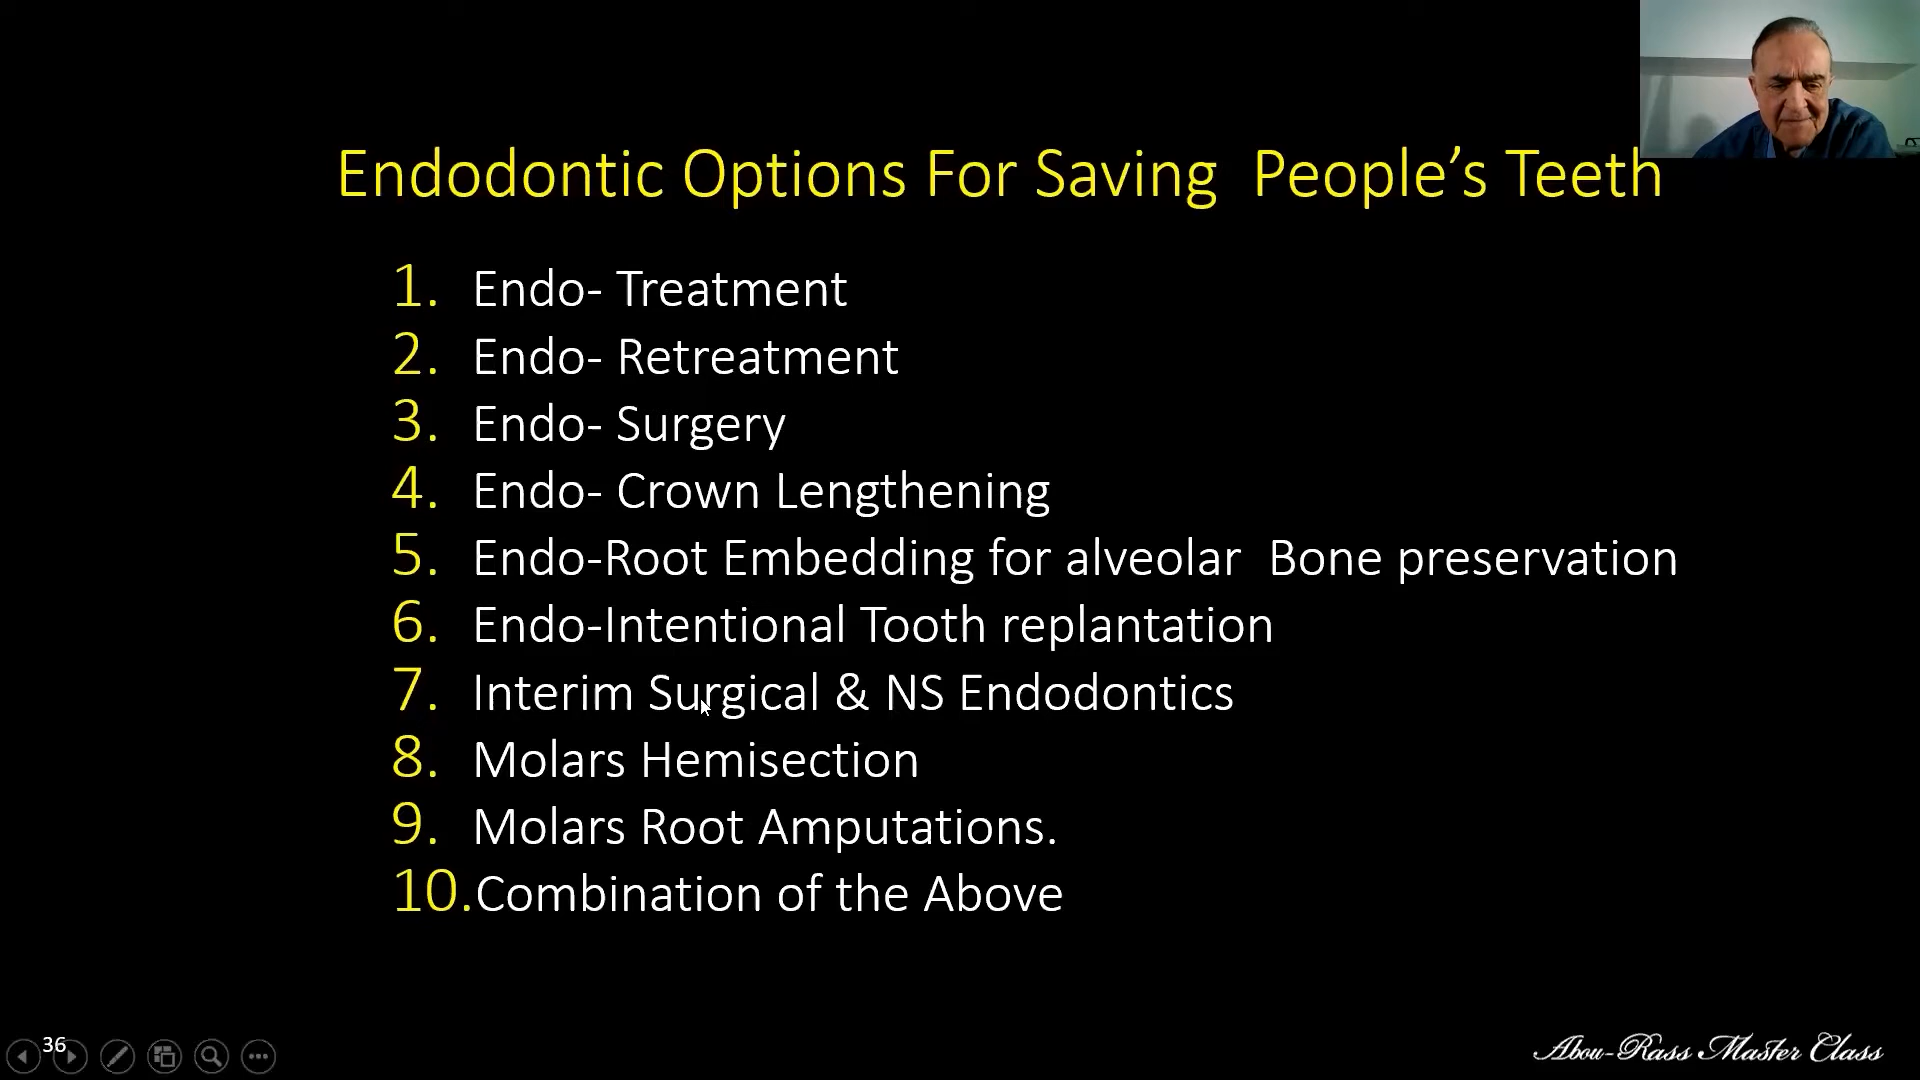 Endodontic Options For Saving People's Teeth
1. Endo- Treatment
2. Endo- Retreatment
3. Endo- Surgery
4. Endo- Crown Lengthening
5. Endo-Root Embedding for alveolar Bone preservation
6. Endo-Intentional Tooth replantation
7. Interim Surgical & NS Endodontics
8. Molars Hemisection
9. Molars Root Amputations.
10. Combination of the Above
36
Abou-Rass Master Class